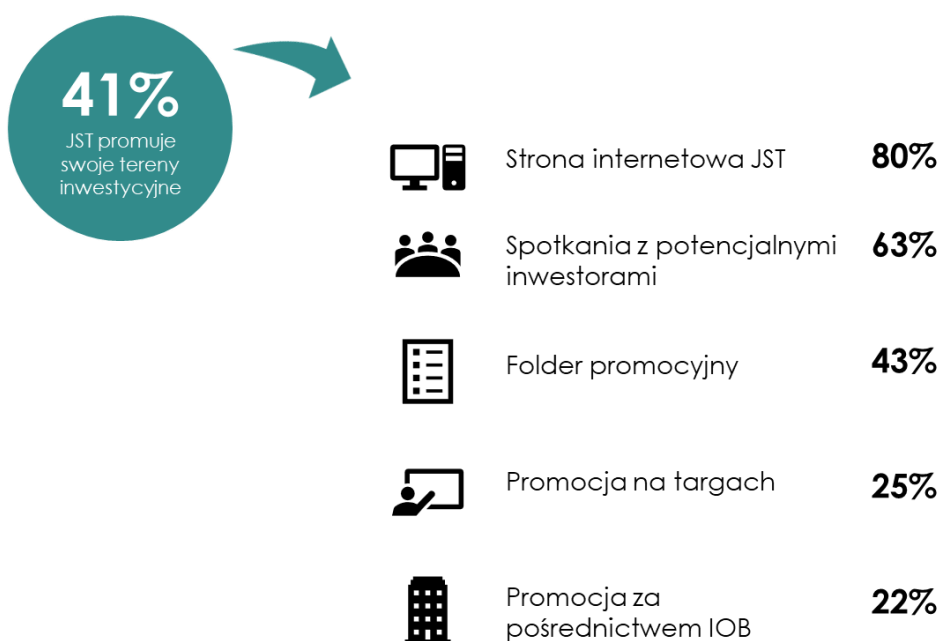 41%
JST promuje
swoje tereny
inwestycyjne
Strona internetowa JST 80%
Spotkania z potencjalnymi 63%
inwestorami
Folder promocyjny 43%
Promocja na targach 25%
Promocja za 22%
pośrednictwem IOB